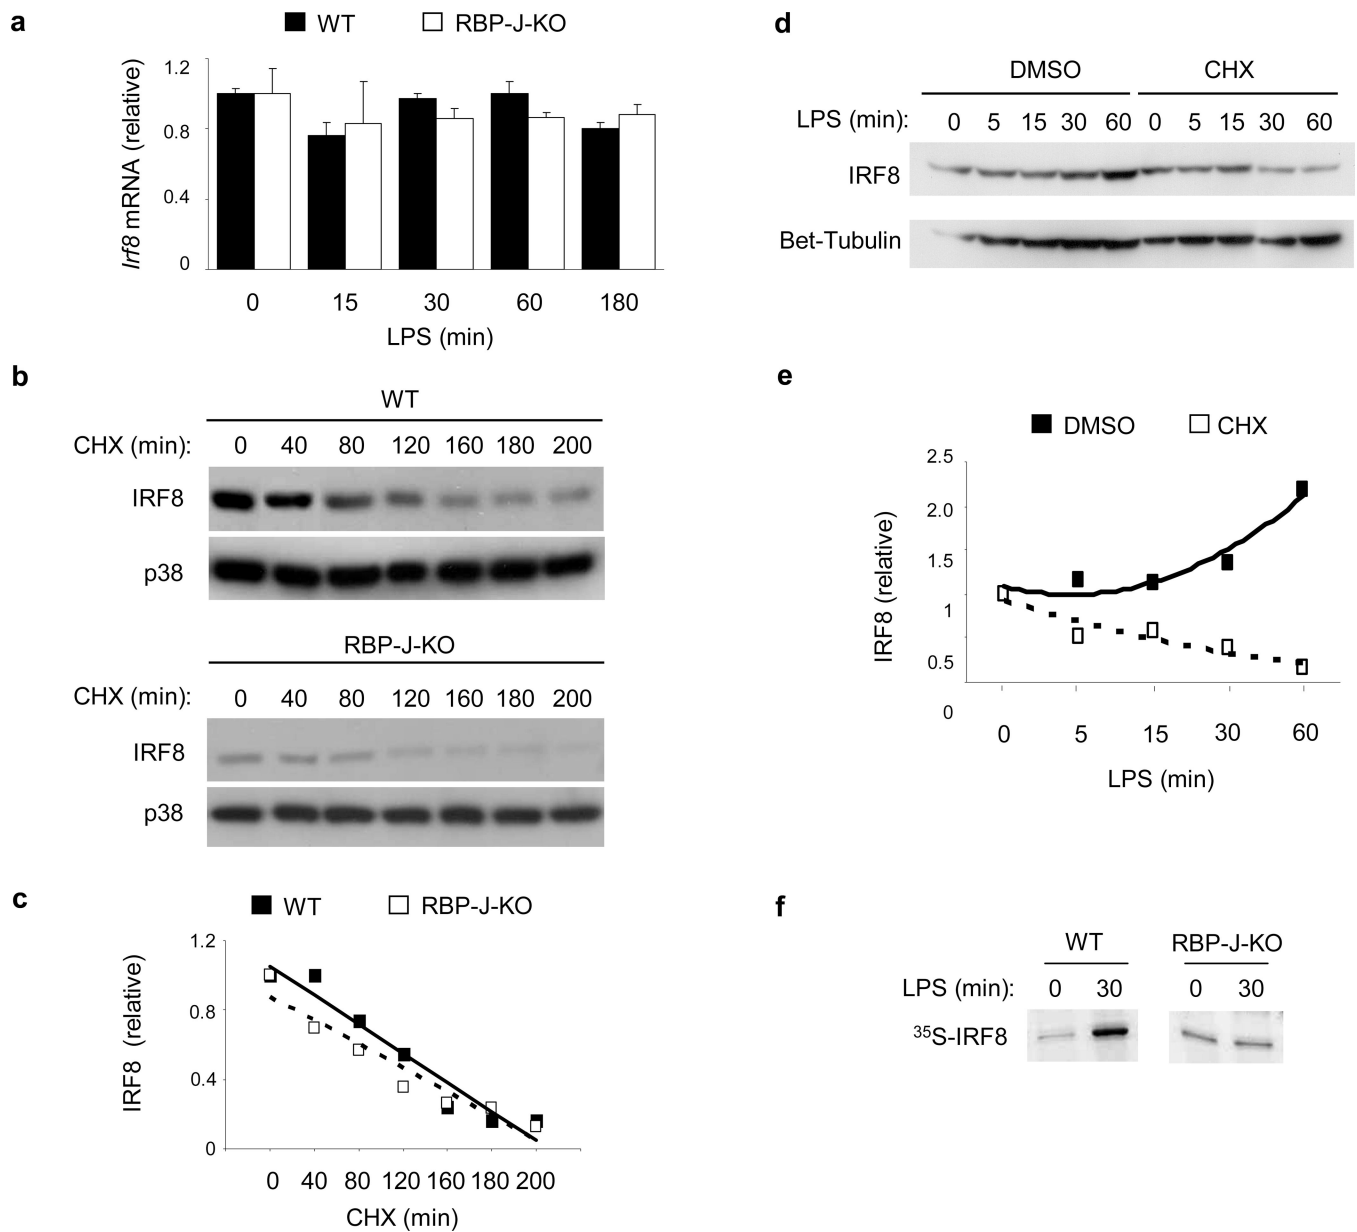 a
WT RBP-J-KO
Irf8 mRNA (relative)
1.2
0.8
0.4
0
0 15 30 60 180
LPS (min)
b
WT
CHX (min): 0 40 80 120 160 180 200
IRF8
p38
RBP-J-KO
CHX (min): 0 40 80 120 160 180 200
IRF8
p38
c
WT RBP-J-KO
IRF8 (relative)
1.2
0.8
0.4
0
0 40 80 120 160 180 200
CHX (min)
d
DMSO CHX
LPS (min): 0 5 15 30 60 0 5 15 30 60
IRF8
Bet-Tubulin
e
DMSO CHX
IRF8 (relative)
2.5
2.0
1.5
1
0.5
0
0 5 15 30 60
LPS (min)
f
WT RBP-J-KO
LPS (min): 0 30 0 30
³⁵S-IRF8